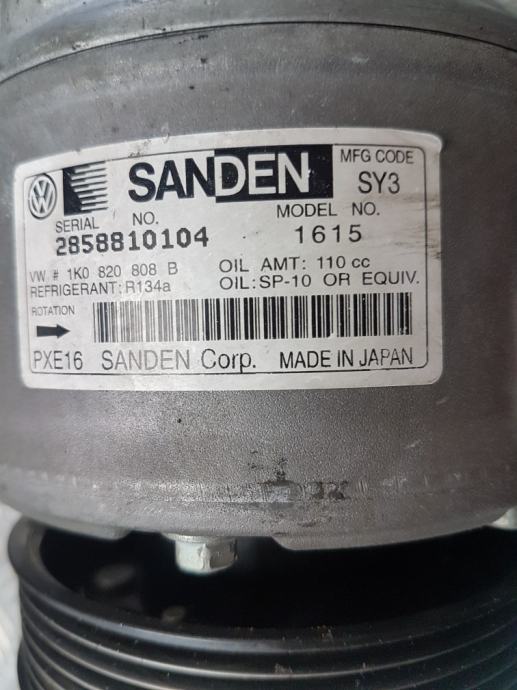 SANDEN
MFG CODE
SY3
SERIAL NO.
2858810104
MODEL NO.
1615
VW # 1K0 820 808 B
REFRIGERANT: R134a
OIL AMT: 110 cc
OIL: SP-10 OR EQUIV.
ROTATION
PXE16 SANDEN Corp. MADE IN JAPAN